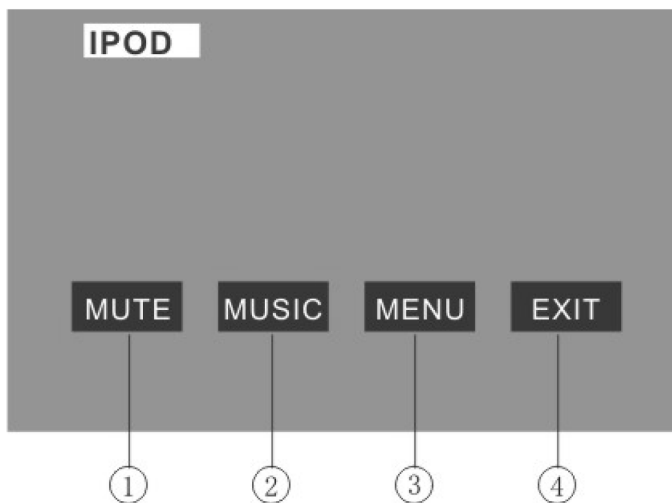 IPOD
MUTE MUSIC MENU EXIT
① ② ③ ④